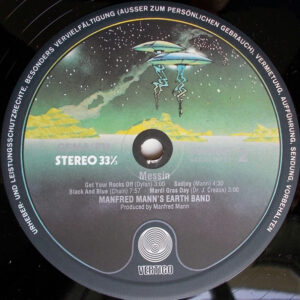 URHEBER- UND LEISTUNGSSCHUTZRECHTE, BESONDERS VERVIELFÄLTIGUNG (AUSSER ZUM PERSÖNLICHEN GEBRAUCH), VERMIETUNG, AUFFÜHRUNG, SENDUNG, VORBEHALTEN
STEREO 33⅓
Messin
Get Your Rocks Off (Dylan) 3:00 Sadjoy (Mann) 4:30
Black And Blue (Chain) 7:57 Mardi Gras Day (Dr. J. Creaux) 3:00
MANFRED MANN'S EARTH BAND
Produced by Manfred Mann
VERTIGO